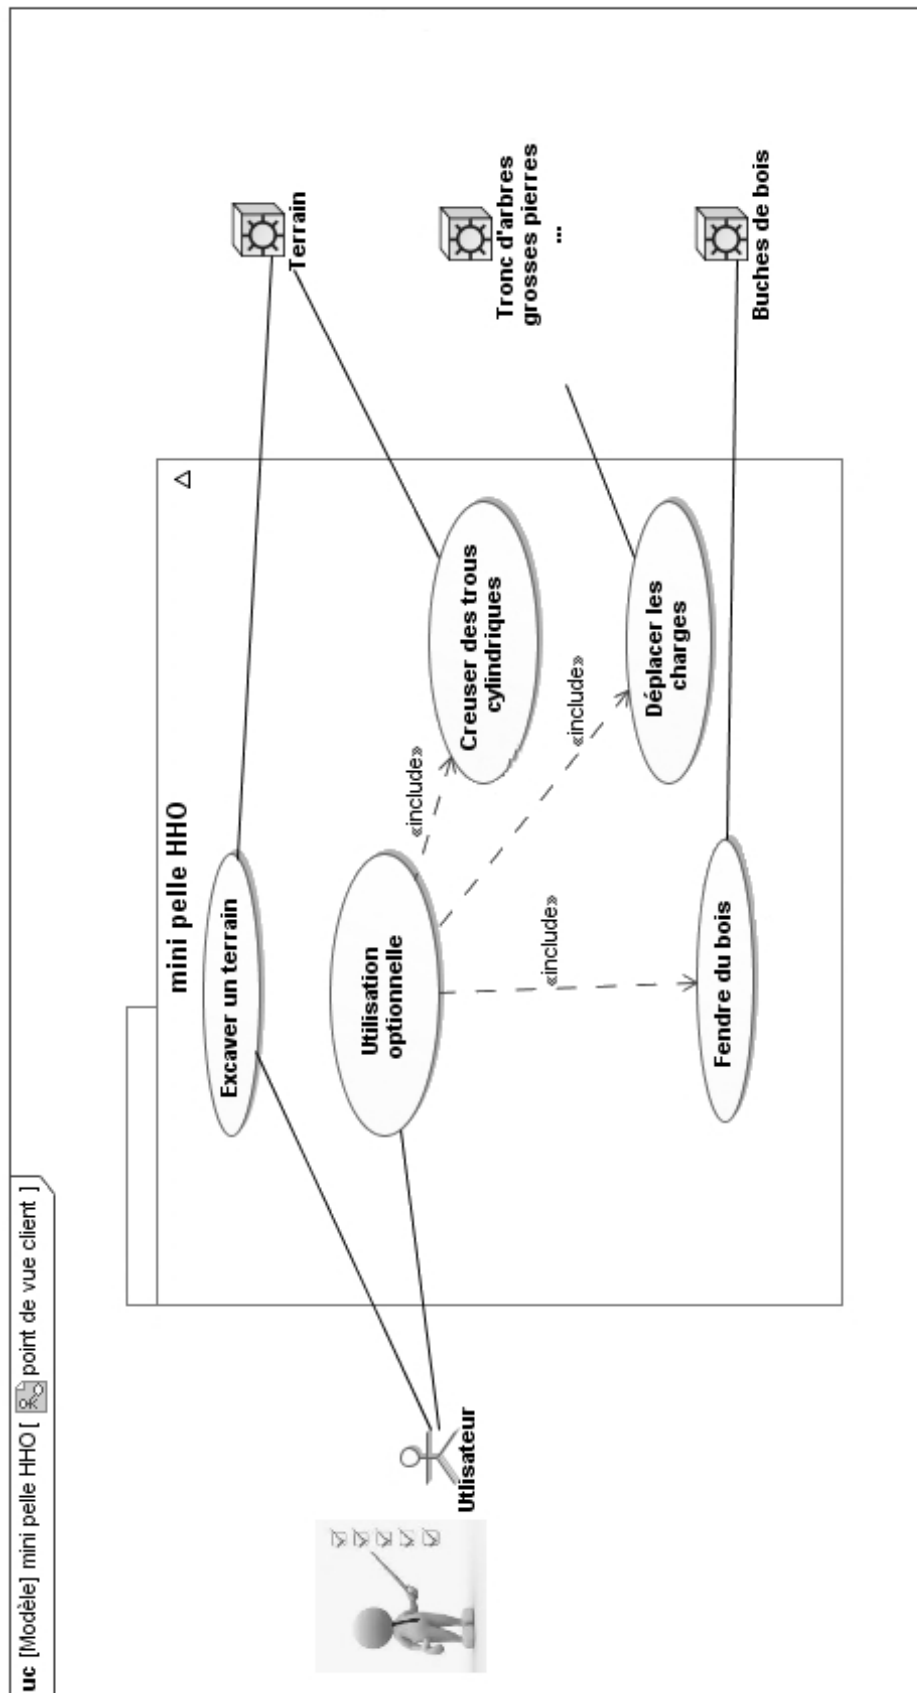 uc [Modèle] mini pelle HHO [ point de vue client ]
mini pelle HHO
Excaver un terrain
Terrain
Utilisation
optionnelle
«include»
Creuser des trous
cylindriques
Tronc d'arbres
grosses pierres
...
Utlisateur
«include»
«include»
Déplacer les
charges
Fendre du bois
Buches de bois